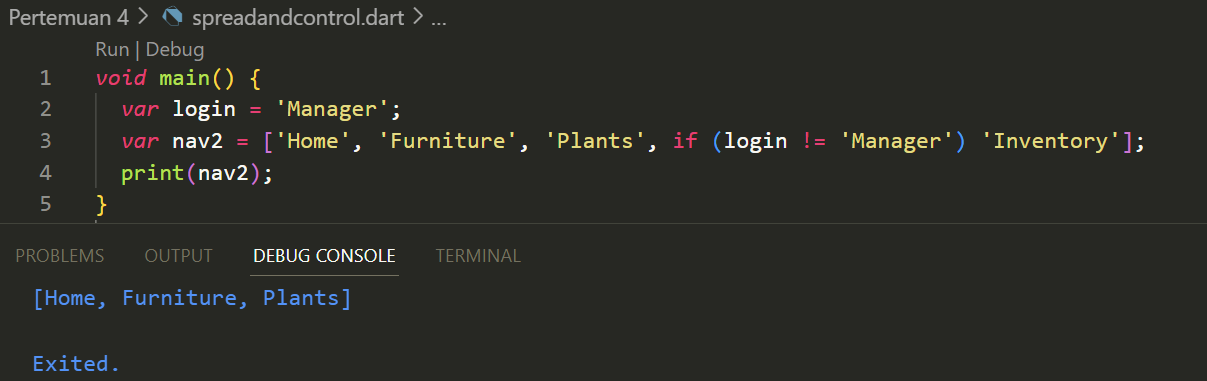 Pertemuan 4 > spreadandcontrol.dart > ...
Run | Debug
1 void main() {
2   var login = 'Manager';
3   var nav2 = ['Home', 'Furniture', 'Plants', if (login != 'Manager') 'Inventory'];
4   print(nav2);
5 }
PROBLEMS OUTPUT DEBUG CONSOLE TERMINAL
[Home, Furniture, Plants]
Exited.